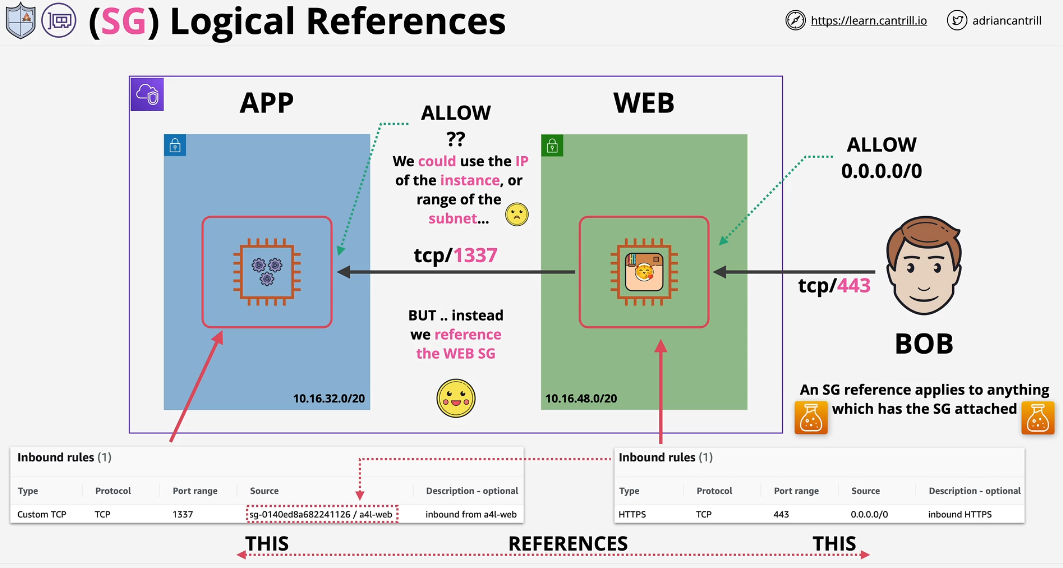 (SG) Logical References
https://learn.cantrill.io
adriancantrill
APP
WEB
ALLOW
??
We could use the IP
of the instance, or
range of the
subnet...
tcp/1337
BUT .. instead
we reference
the WEB SG
10.16.32.0/20
10.16.48.0/20
ALLOW
0.0.0.0/0
tcp/443
BOB
An SG reference applies to anything
which has the SG attached
Inbound rules (1)
Type Protocol Port range Source Description - optional
Custom TCP TCP 1337 sg-0140ed8a682241126 / a4l-web inbound from a4l-web
Inbound rules (1)
Type Protocol Port range Source Description - optional
HTTPS TCP 443 0.0.0.0/0 inbound HTTPS
THIS REFERENCES THIS